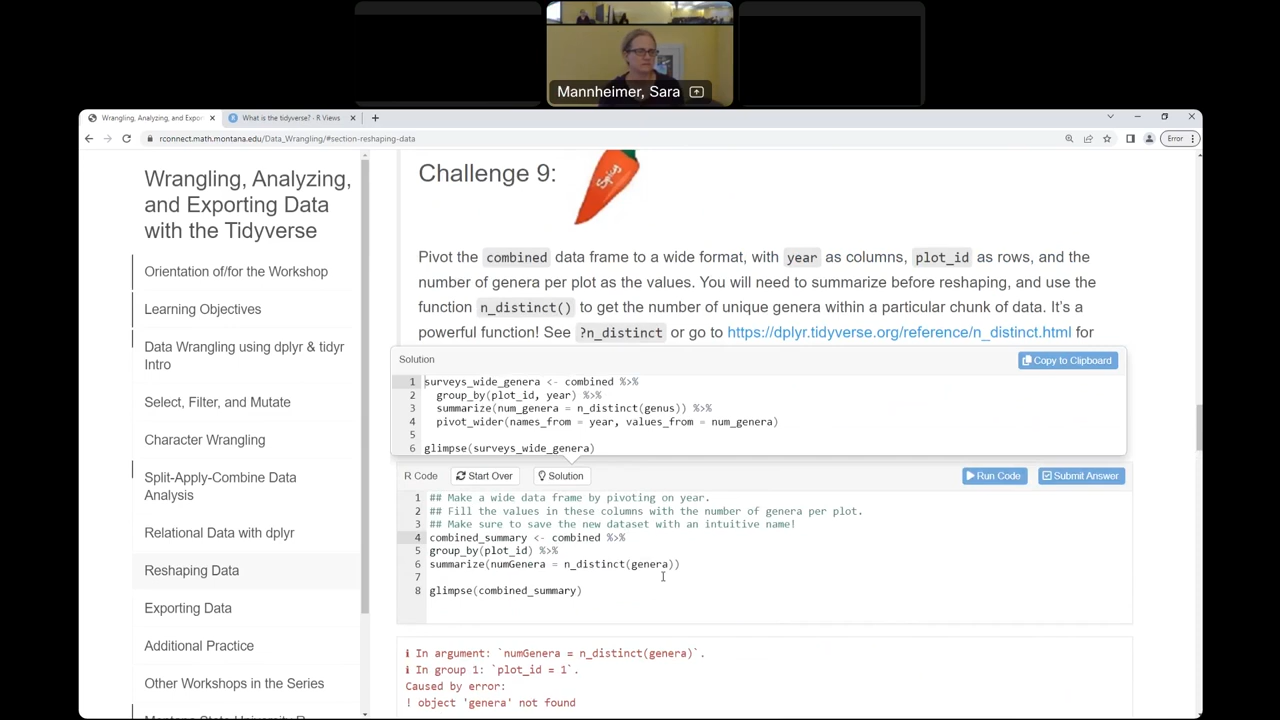 Mannheimer, Sara
Wrangling, Analyzing, and Expor
What is the tidyverse? · R Views
rconnect.math.montana.edu/Data_Wrangling/#section-reshaping-data
Error
Wrangling, Analyzing,
and Exporting Data
with the Tidyverse
Orientation of/for the Workshop
Learning Objectives
Data Wrangling using dplyr & tidyr
Intro
Select, Filter, and Mutate
Character Wrangling
Split-Apply-Combine Data
Analysis
Relational Data with dplyr
Reshaping Data
Exporting Data
Additional Practice
Other Workshops in the Series
Challenge 9:
Spicy
Pivot the combined data frame to a wide format, with year as columns, plot_id as rows, and the
number of genera per plot as the values. You will need to summarize before reshaping, and use the
function n_distinct() to get the number of unique genera within a particular chunk of data. It's a
powerful function! See ?n_distinct or go to https://dplyr.tidyverse.org/reference/n_distinct.html for
Solution
Copy to Clipboard
1 surveys_wide_genera <- combined %>%
2 group_by(plot_id, year) %>%
3 summarize(num_genera = n_distinct(genus)) %>%
4 pivot_wider(names_from = year, values_from = num_genera)
5
6 glimpse(surveys_wide_genera)
R Code Start Over Solution Run Code Submit Answer
1 ## Make a wide data frame by pivoting on year.
2 ## Fill the values in these columns with the number of genera per plot.
3 ## Make sure to save the new dataset with an intuitive name!
4 combined_summary <- combined %>%
5 group_by(plot_id) %>%
6 summarize(numGenera = n_distinct(genera))
7
8 glimpse(combined_summary)
ℹ In argument: `numGenera = n_distinct(genera)`.
ℹ In group 1: `plot_id = 1`.
Caused by error:
! object 'genera' not found